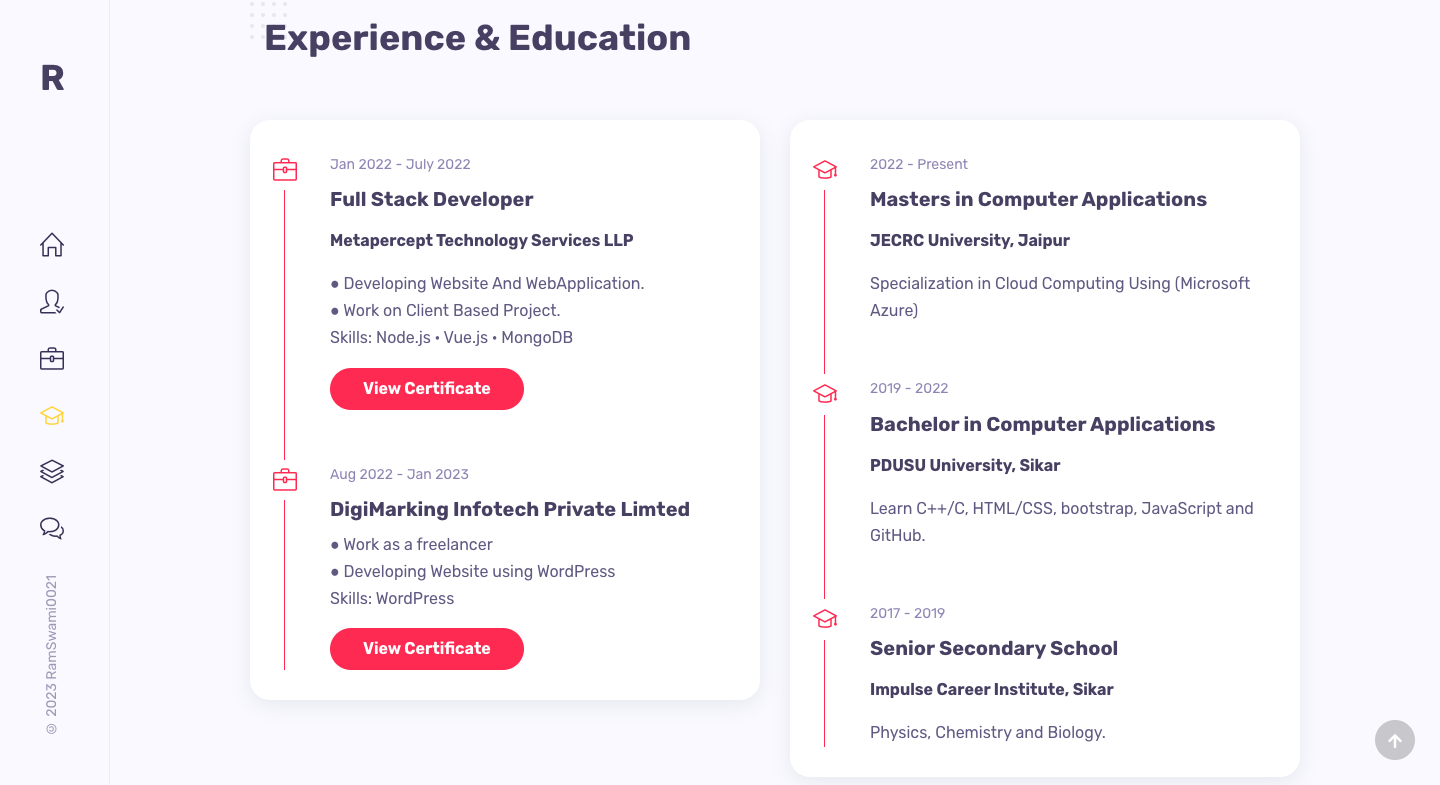 R
© 2023 RamSwami0021
Experience & Education
Jan 2022 - July 2022
Full Stack Developer
Metapercept Technology Services LLP
● Developing Website And WebApplication.
● Work on Client Based Project.
Skills: Node.js • Vue.js • MongoDB
View Certificate
Aug 2022 - Jan 2023
DigiMarking Infotech Private Limted
● Work as a freelancer
● Developing Website using WordPress
Skills: WordPress
View Certificate
2022 - Present
Masters in Computer Applications
JECRC University, Jaipur
Specialization in Cloud Computing Using (Microsoft
Azure)
2019 - 2022
Bachelor in Computer Applications
PDUSU University, Sikar
Learn C++/C, HTML/CSS, bootstrap, JavaScript and
GitHub.
2017 - 2019
Senior Secondary School
Impulse Career Institute, Sikar
Physics, Chemistry and Biology.